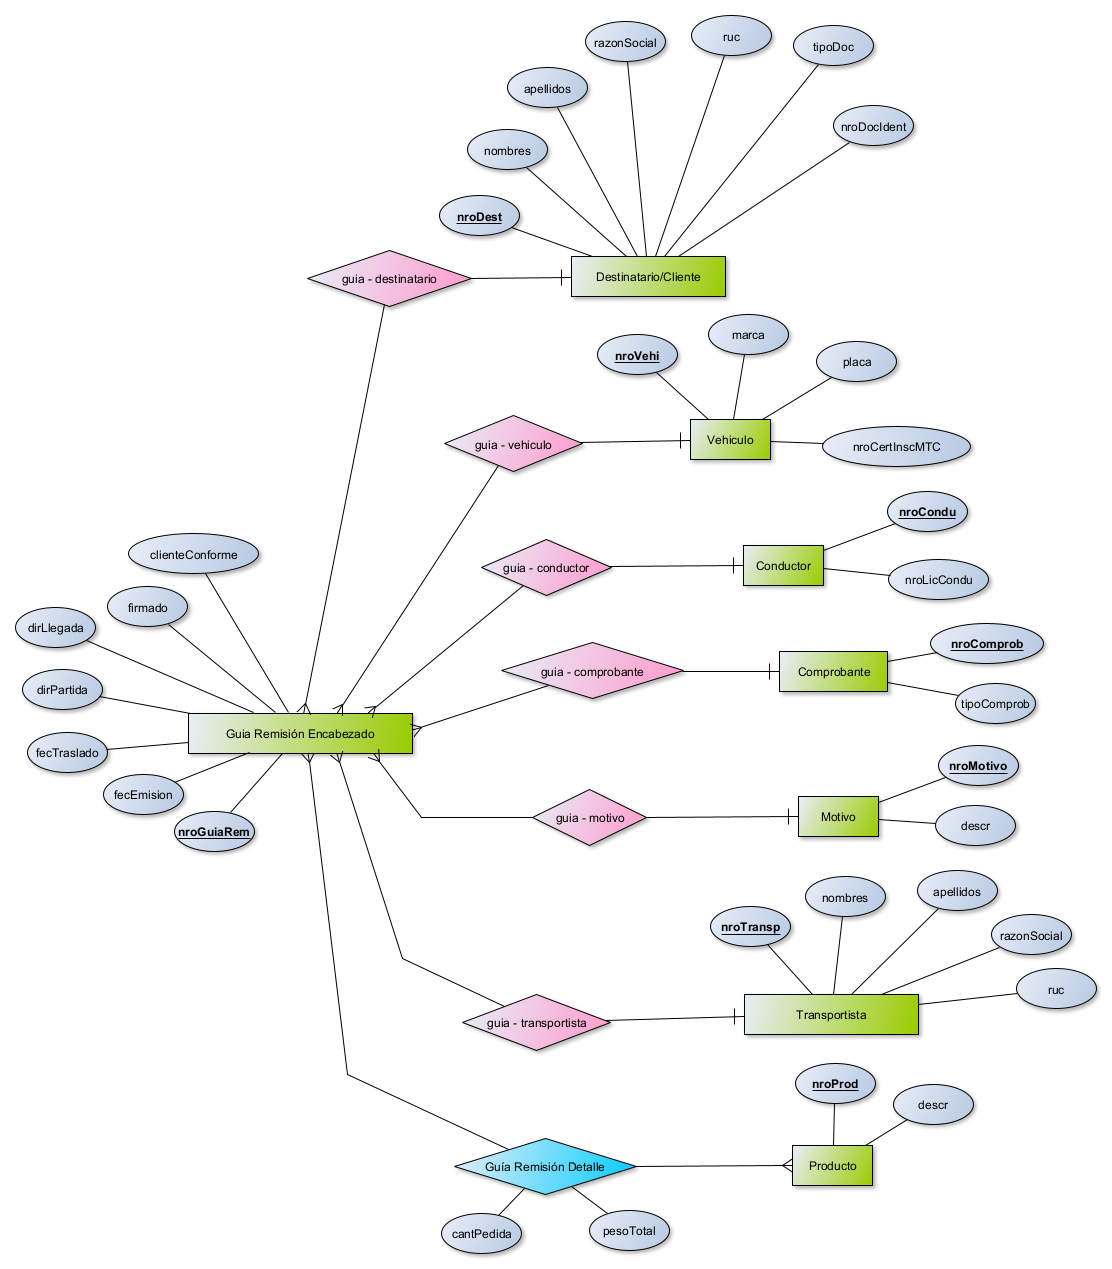 ruc
razonSocial
tipoDoc
apellidos
nroDocIdent
nombres
nroDest
guia - destinatario
Destinatario/Cliente
marca
nroVehi
placa
guia - vehiculo
Vehiculo
nroCertInscMTC
nroCondu
clienteConforme
guia - conductor
Conductor
nroLicCondu
firmado
dirLlegada
nroComprob
guia - comprobante
Comprobante
dirPartida
tipoComprob
Guia Remisión Encabezado
fecTraslado
nroMotivo
fecEmision
nroGuiaRem
guia - motivo
Motivo
descr
apellidos
nombres
nroTransp
razonSocial
ruc
guia - transportista
Transportista
nroProd
descr
Guía Remisión Detalle
Producto
cantPedida
pesoTotal